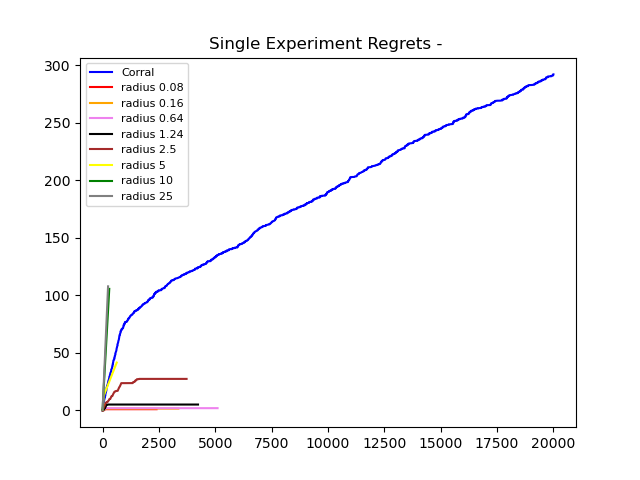 Single Experiment Regrets -
300
250
200
150
100
50
0
Corral
radius 0.08
radius 0.16
radius 0.64
radius 1.24
radius 2.5
radius 5
radius 10
radius 25
0 2500 5000 7500 10000 12500 15000 17500 20000